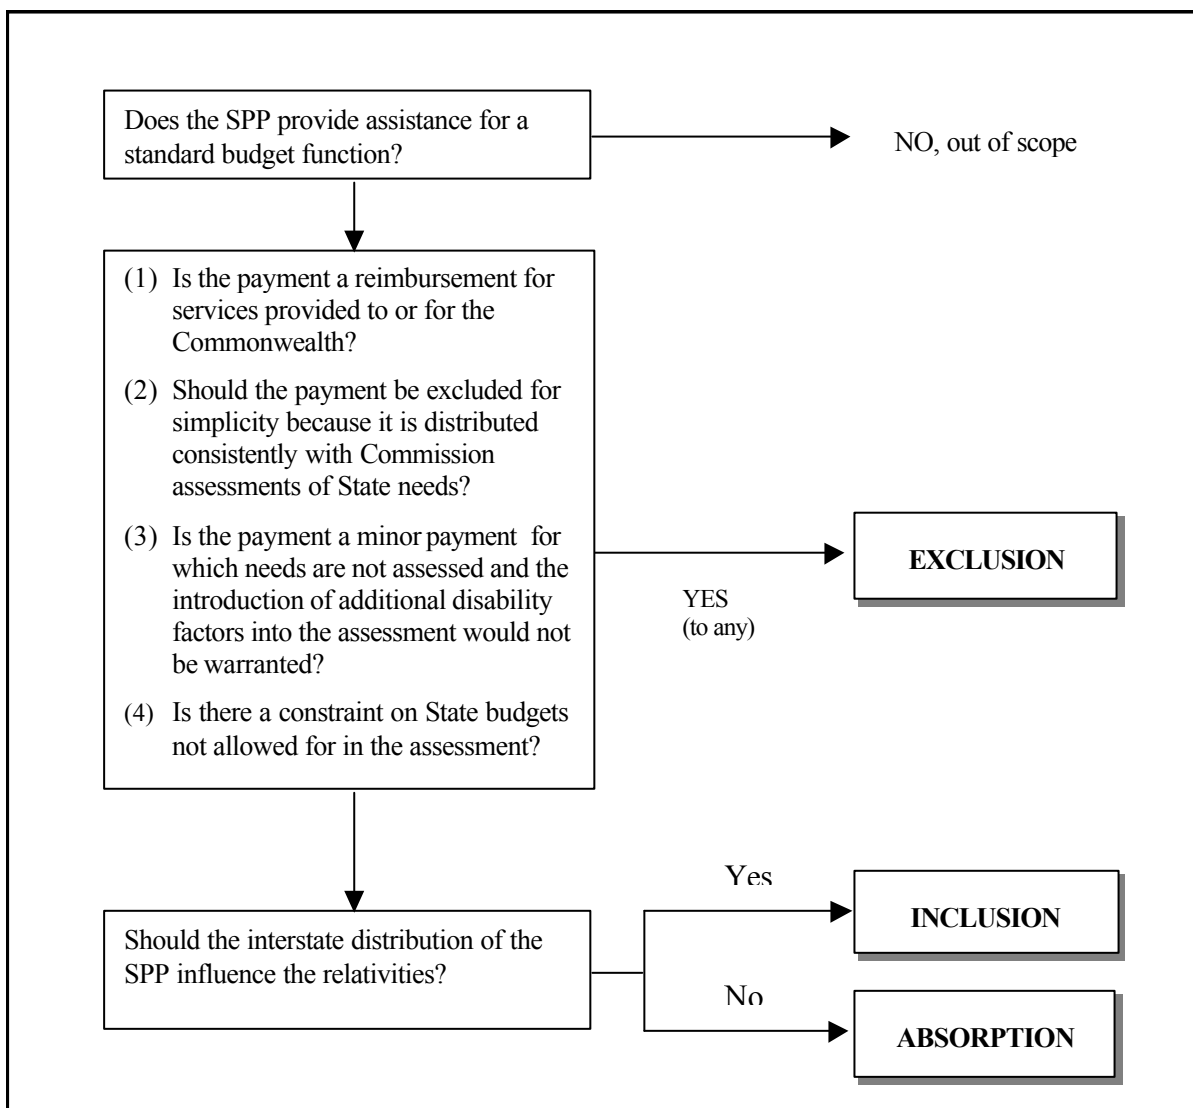 Does the SPP provide assistance for a
standard budget function?
NO, out of scope
(1) Is the payment a reimbursement for
services provided to or for the
Commonwealth?
(2) Should the payment be excluded for
simplicity because it is distributed
consistently with Commission
assessments of State needs?
(3) Is the payment a minor payment for
which needs are not assessed and the
introduction of additional disability
factors into the assessment would not
be warranted?
(4) Is there a constraint on State budgets
not allowed for in the assessment?
YES
(to any)
EXCLUSION
Should the interstate distribution of the
SPP influence the relativities?
Yes
INCLUSION
No
ABSORPTION